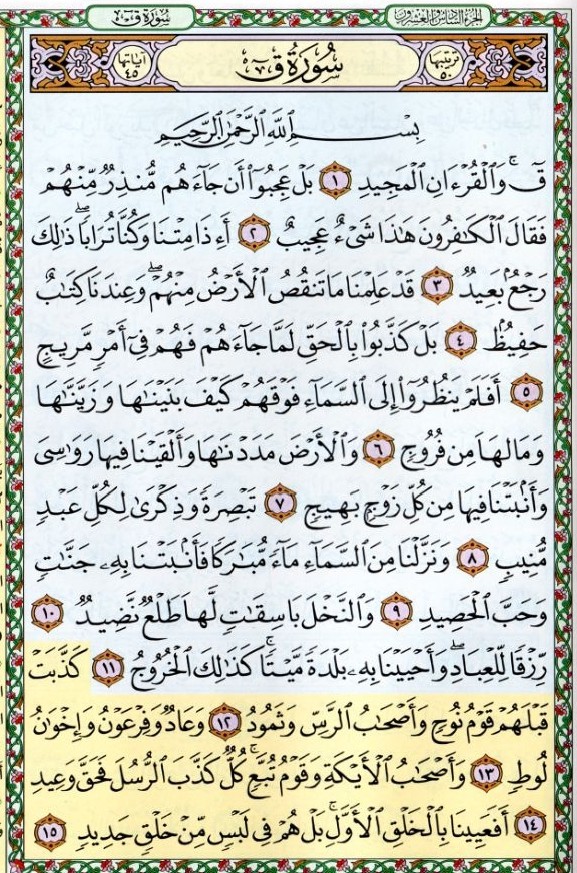 الجزء السادس والعشرون
سُورَةُ قٓ
ترتيبها ٥٠
سُورَةُ قٓ
آياتها ٤٥
بِسْمِ اللَّهِ الرَّحْمَٰنِ الرَّحِيمِ
قٓ ۚ وَالْقُرْءَانِ الْمَجِيدِ ١ بَلْ عَجِبُوٓا۟ أَن جَآءَهُم مُّنذِرٌ مِّنْهُمْ
فَقَالَ الْكَٰفِرُونَ هَٰذَا شَىْءٌ عَجِيبٌ ٢ أَءِذَا مِتْنَا وَكُنَّا تُرَابًا ۖ ذَٰلِكَ
رَجْعٌۢ بَعِيدٌ ٣ قَدْ عَلِمْنَا مَا تَنقُصُ الْأَرْضُ مِنْهُمْ ۖ وَعِندَنَا كِتَٰبٌ
حَفِيظٌۢ ٤ بَلْ كَذَّبُوا۟ بِالْحَقِّ لَمَّا جَآءَهُمْ فَهُمْ فِىٓ أَمْرٍ مَّرِيجٍ
٥ أَفَلَمْ يَنظُرُوٓا۟ إِلَى السَّمَآءِ فَوْقَهُمْ كَيْفَ بَنَيْنَٰهَا وَزَيَّنَّٰهَا
وَمَا لَهَا مِن فُرُوجٍ ٦ وَالْأَرْضَ مَدَدْنَٰهَا وَأَلْقَيْنَا فِيهَا رَوَٰسِىَ
وَأَنۢبَتْنَا فِيهَا مِن كُلِّ زَوْجٍۭ بَهِيجٍ ٧ تَبْصِرَةً وَذِكْرَىٰ لِكُلِّ عَبْدٍ
مُّنِيبٍ ٨ وَنَزَّلْنَا مِنَ السَّمَآءِ مَآءً مُّبَٰرَكًا فَأَنۢبَتْنَا بِهِۦ جَنَّٰتٍ
وَحَبَّ الْحَصِيدِ ٩ وَالنَّخْلَ بَاسِقَٰتٍ لَّهَا طَلْعٌ نَّضِيدٌ ١٠
رِّزْقًا لِّلْعِبَادِ ۖ وَأَحْيَيْنَا بِهِۦ بَلْدَةً مَّيْتًا ۚ كَذَٰلِكَ الْخُرُوجُ ١١ كَذَّبَتْ
قَبْلَهُمْ قَوْمُ نُوحٍ وَأَصْحَٰبُ الرَّسِّ وَثَمُودُ ١٢ وَعَادٌ وَفِرْعَوْنُ وَإِخْوَٰنُ
لُوطٍ ١٣ وَأَصْحَٰبُ الْأَيْكَةِ وَقَوْمُ تُبَّعٍ ۚ كُلٌّ كَذَّبَ الرُّسُلَ فَحَقَّ وَعِيدِ
١٤ أَفَعَيِينَا بِالْخَلْقِ الْأَوَّلِ ۚ بَلْ هُمْ فِى لَبْسٍ مِّنْ خَلْقٍ جَدِيدٍ ١٥